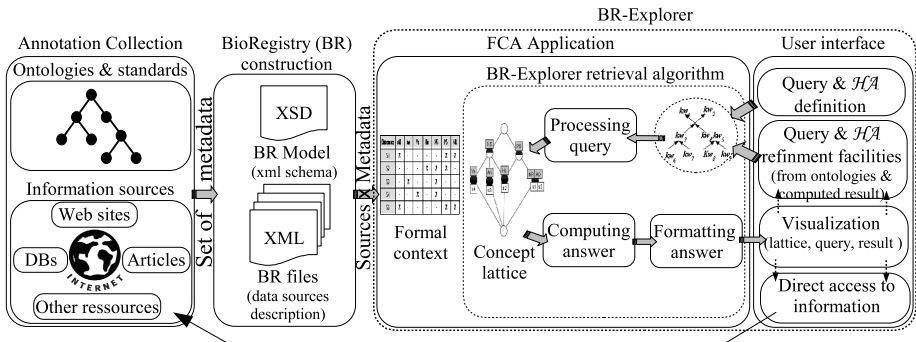 BR-Explorer
Annotation Collection
Ontologies & standards
Information sources
Web sites
DBs
Articles
INTERNET
Other ressources
Set of metadata
BioRegistry (BR)
construction
XSD
BR Model
(xml schema)
XML
BR files
(data sources
description)
Sources X Metadata
FCA Application
Formal
context
BR-Explorer retrieval algorithm
Processing
query
Concept
lattice
Computing
answer
Formatting
answer
User interface
Query & HA
definition
Query & HA
refinment facilities
(from ontologies &
computed result)
Visualization
(lattice, query, result )
Direct access to
information